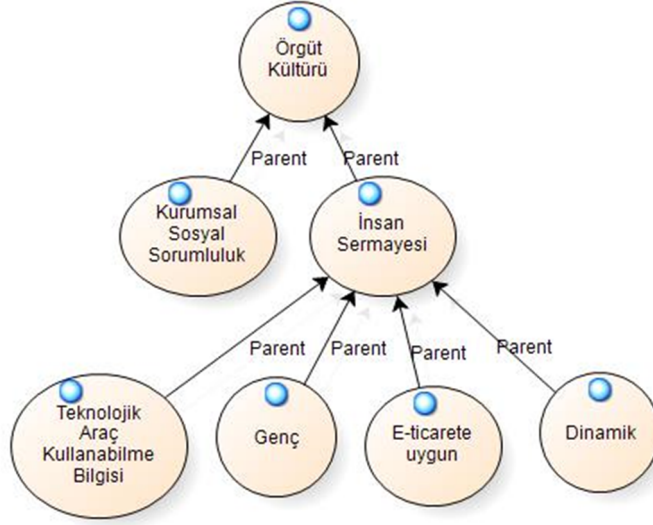 Örgüt
Kültürü
Parent
Parent
Kurumsal
Sosyal
Sorumluluk
İnsan
Sermayesi
Parent
Parent
Parent
Parent
Teknolojik
Araç
Kullanabilme
Bilgisi
Genç
E-ticarete
uygun
Dinamik